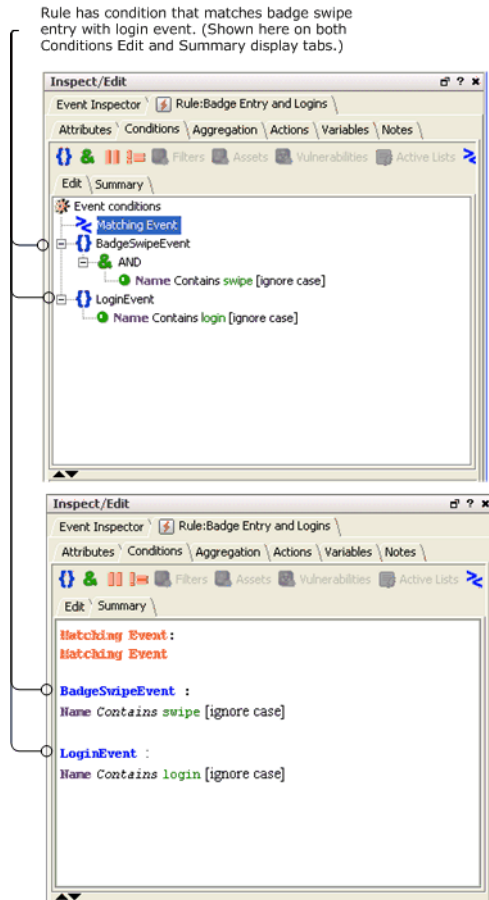 Rule has condition that matches badge swipe
entry with login event. (Shown here on both
Conditions Edit and Summary display tabs.)
Inspect/Edit
Event Inspector Rule:Badge Entry and Logins
Attributes Conditions Aggregation Actions Variables Notes
{} & Filters Assets Vulnerabilities Active Lists
Edit Summary
Event conditions
Matching Event
{} BadgeSwipeEvent
& AND
Name Contains swipe [ignore case]
{} LoginEvent
Name Contains login [ignore case]
Inspect/Edit
Event Inspector Rule:Badge Entry and Logins
Attributes Conditions Aggregation Actions Variables Notes
{} & Filters Assets Vulnerabilities Active Lists
Edit Summary
Matching Event:
Matching Event
BadgeSwipeEvent :
Name Contains swipe [ignore case]
LoginEvent :
Name Contains login [ignore case]